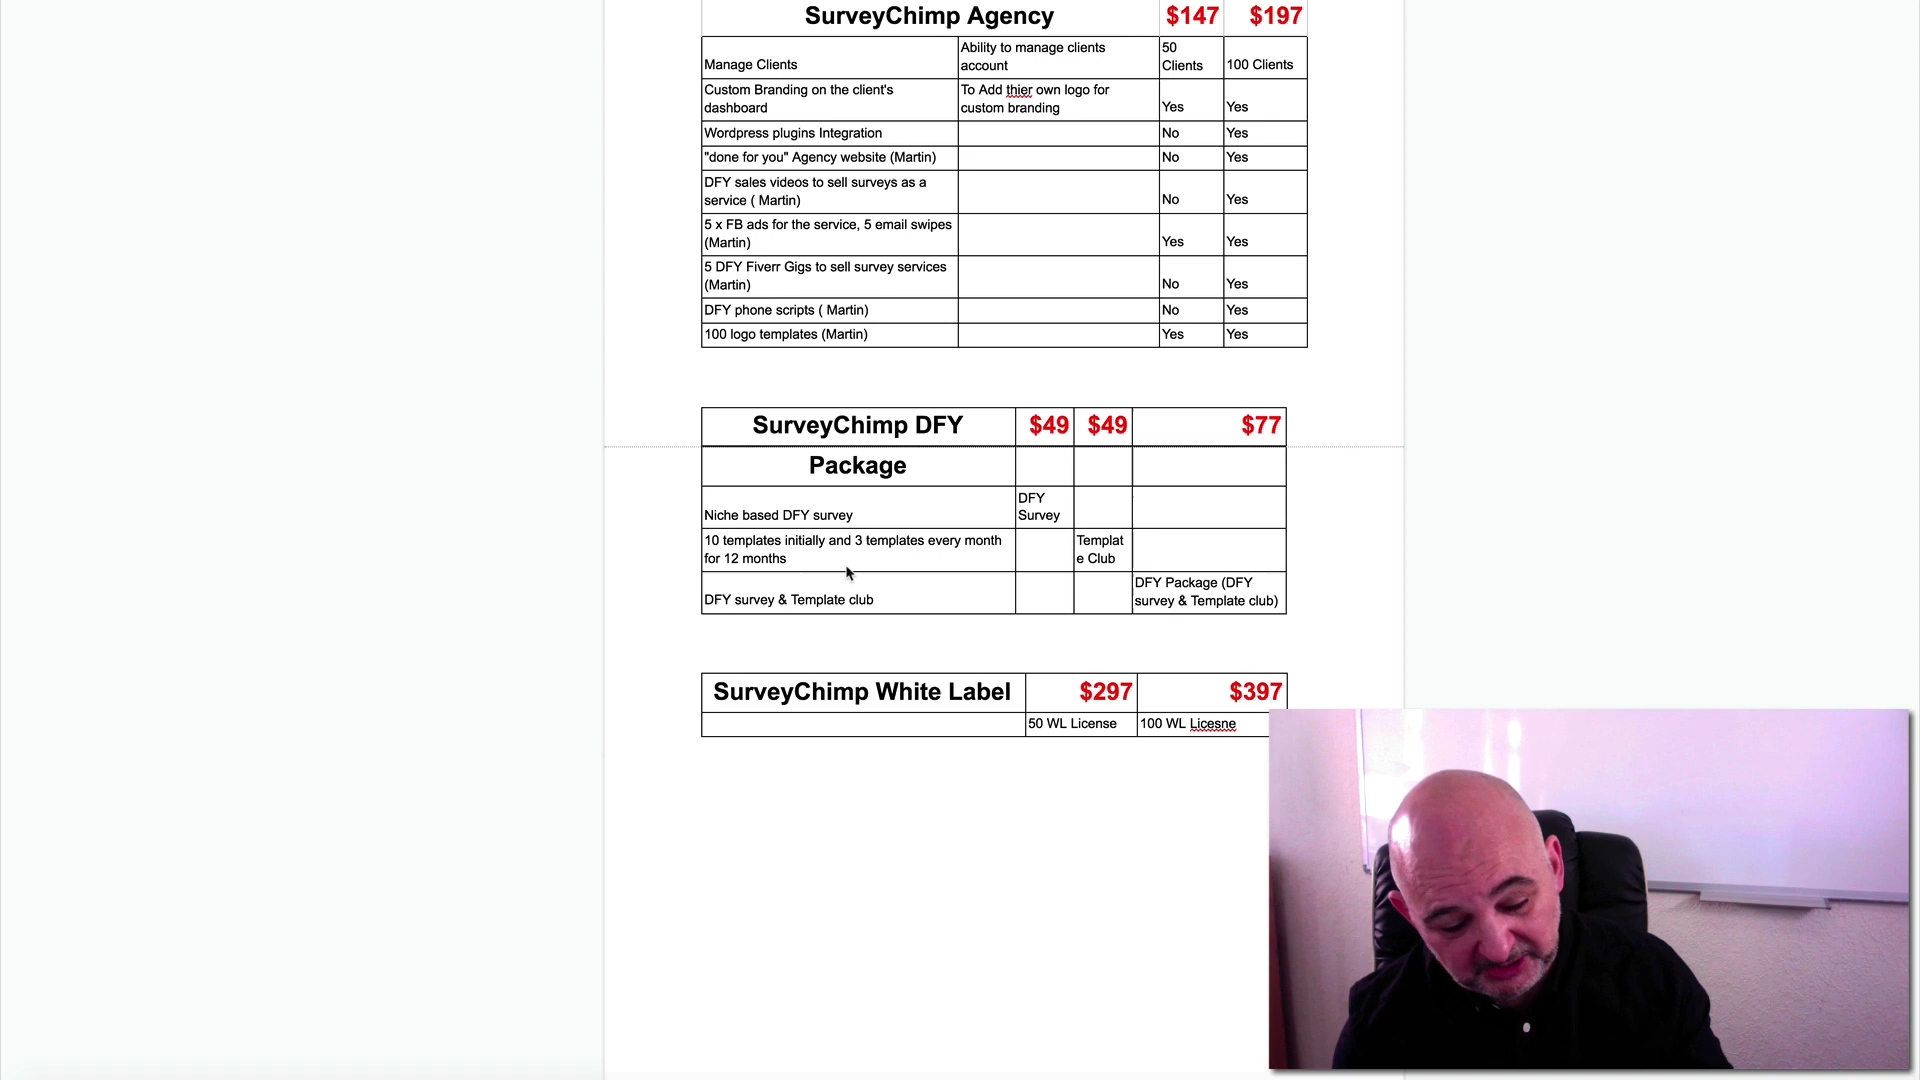 SurveyChimp Agency $147 $197
Manage Clients
Ability to manage clients
account
50
Clients
100 Clients
Custom Branding on the client's
dashboard
To Add thier own logo for
custom branding
Yes
Yes
Wordpress plugins Integration No Yes
"done for you" Agency website (Martin) No Yes
DFY sales videos to sell surveys as a
service ( Martin)
No
Yes
5 x FB ads for the service, 5 email swipes
(Martin)
Yes
Yes
5 DFY Fiverr Gigs to sell survey services
(Martin)
No
Yes
DFY phone scripts ( Martin) No Yes
100 logo templates (Martin) Yes Yes
SurveyChimp DFY $49 $49 $77
Package
Niche based DFY survey
DFY
Survey
10 templates initially and 3 templates every month
for 12 months
Templat
e Club
DFY survey & Template club
DFY Package (DFY
survey & Template club)
SurveyChimp White Label $297 $397
50 WL License 100 WL Licesne